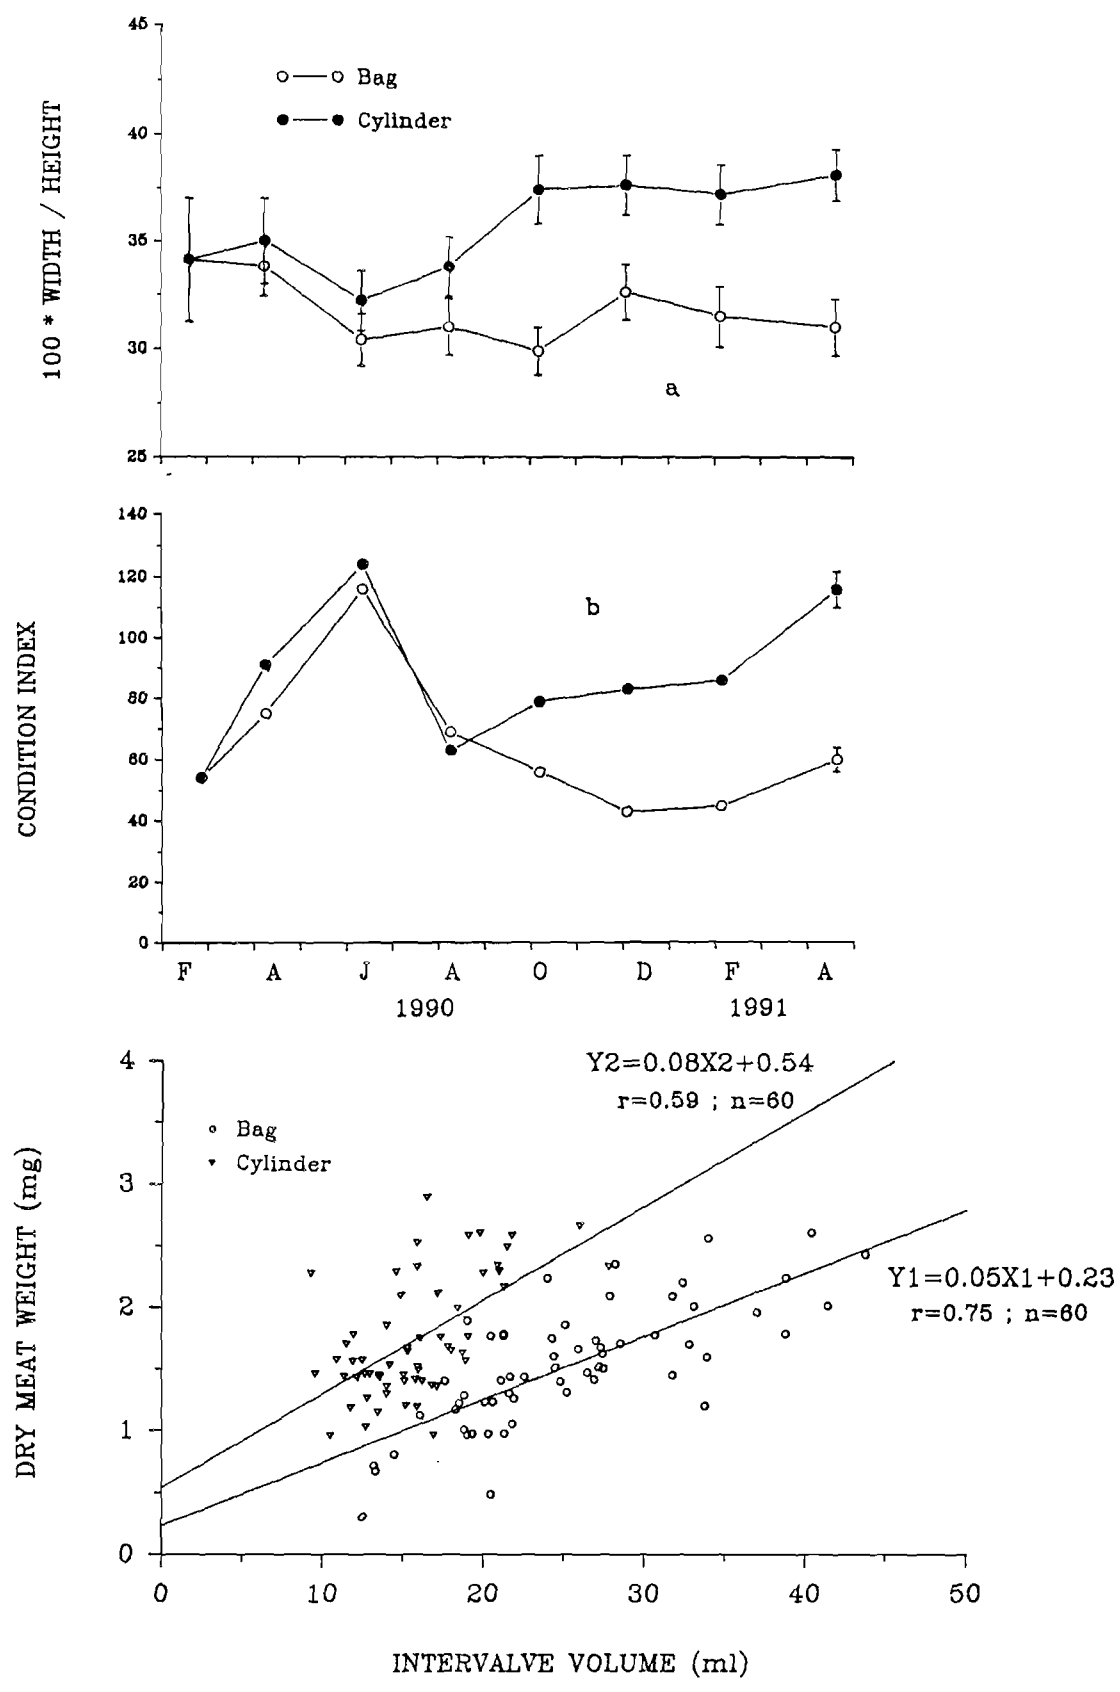 45
40
35
30
25
100 * WIDTH / HEIGHT
Bag
Cylinder
a
140
120
100
80
60
40
20
0
CONDITION INDEX
b
F A J A O D F A
1990 1991
4
3
2
1
0
DRY MEAT WEIGHT (mg)
Y2=0.08X2+0.54
r=0.59 ; n=60
Bag
Cylinder
Y1=0.05X1+0.23
r=0.75 ; n=60
0 10 20 30 40 50
INTERVALVE VOLUME (ml)